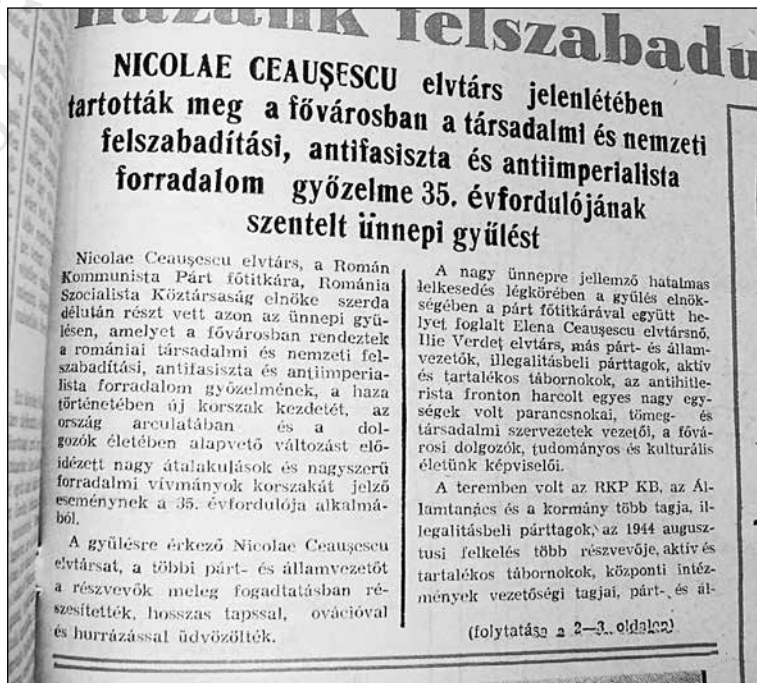 hazánk felszabadu
NICOLAE CEAUŞESCU elvtárs jelenlétében
tartották meg a fővárosban a társadalmi és nemzeti
felszabadítási, antifasiszta és antiimperialista
forradalom győzelme 35. évfordulójának
szentelt ünnepi gyűlést
Nicolae Ceauşescu elvtárs, a Román
Kommunista Párt főtitkára, Románia
Szocialista Köztársaság elnöke szerda
délután részt vett azon az ünnepi gyű-
lésen, amelyet a fővárosban rendeztek
a romániai társadalmi és nemzeti fel-
szabadítási, antifasiszta és antiimperia-
lista forradalom győzelmének, a haza
történetében új korszak kezdetét, az
ország arculatában és a dol-
gozók életében alapvető változást elő-
idézett nagy átalakulások és nagyszerű
forradalmi vívmányok korszakát jelző
eseménynek a 35. évfordulója alkalmá-
ból.
A gyűlésre érkező Nicolae Ceauşescu
elvtársat, a többi párt- és államvezetőt
a részvevők meleg fogadtatásban ré-
szesítették, hosszas tapssal, ovációval
és hurrázással üdvözölték.
A nagy ünnepre jellemző hatalmas
lelkesedés légkörében a gyűlés elnök-
ségében a párt főtitkárával együtt he-
lyet foglalt Elena Ceauşescu elvtársnő,
Ilie Verdeţ elvtárs, más párt- és állam-
vezetők, illegalitásbeli párttagok, aktív
és tartalékos tábornokok, az antihitle-
rista fronton harcolt egyes nagy egy-
ségek volt parancsnokai, tömeg- és
társadalmi szervezetek vezetői, a fővá-
rosi dolgozók, tudományos és kulturális
életünk képviselői.
A teremben volt az RKP KB, az Ál-
lamtanács és a kormány több tagja, il-
legalitásbeli párttagok, az 1944 augusz-
tusi felkelés több részvevője, aktív és
tartalékos tábornokok, központi intéz-
mények vezetőségi tagjai, párt- és ál-
(folytatása a 2—3. oldalon)